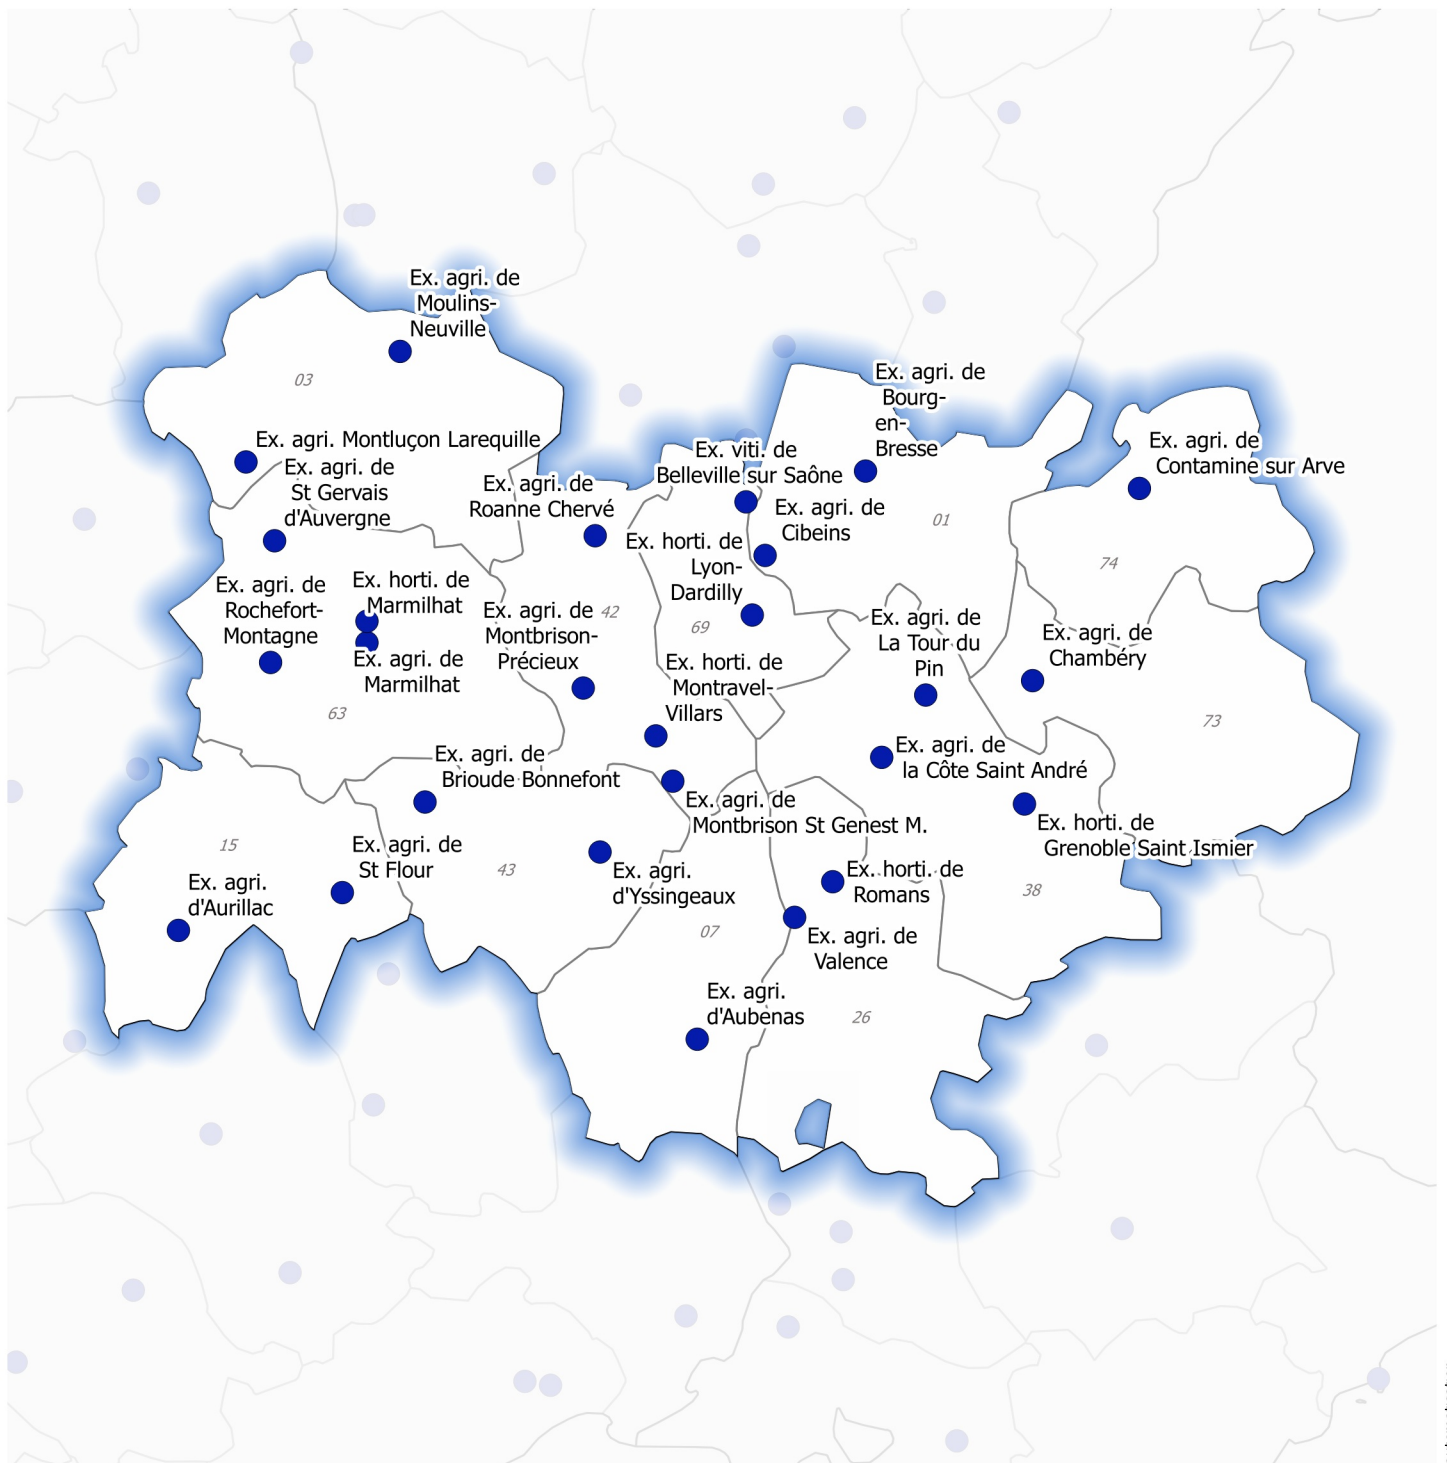 Ex. agri. de
Moulins-
Neuville
03
Ex. agri. de
Bourg-
en-
Bresse
Ex. agri. Montluçon Larequille
Ex. agri. de
St Gervais
d'Auvergne
Ex. agri. de
Roanne Chervé
Ex. viti. de
Belleville sur Saône
Ex. agri. de
Contamine sur Arve
Ex. agri. de
Cibeins
01
Ex. horti. de
Lyon-
Dardilly
74
Ex. agri. de
Rochefort-
Montagne
Ex. horti. de
Marmilhat
Ex. agri. de
Marmilhat
Ex. agri. de
Montbrison-
Précieux
42
69
Ex. agri. de
La Tour du
Pin
Ex. agri. de
Chambéry
Ex. horti. de
Montravel-
Villars
63
73
Ex. agri. de
Brioude Bonnefont
Ex. agri. de
la Côte Saint André
Ex. agri. de
Montbrison St Genest M.
Ex. horti. de
Grenoble Saint Ismier
15
Ex. agri. de
St Flour
43
Ex. agri.
d'Yssingeaux
Ex. horti. de
Romans
38
Ex. agri.
d'Aurillac
07
Ex. agri. de
Valence
Ex. agri.
d'Aubenas
26